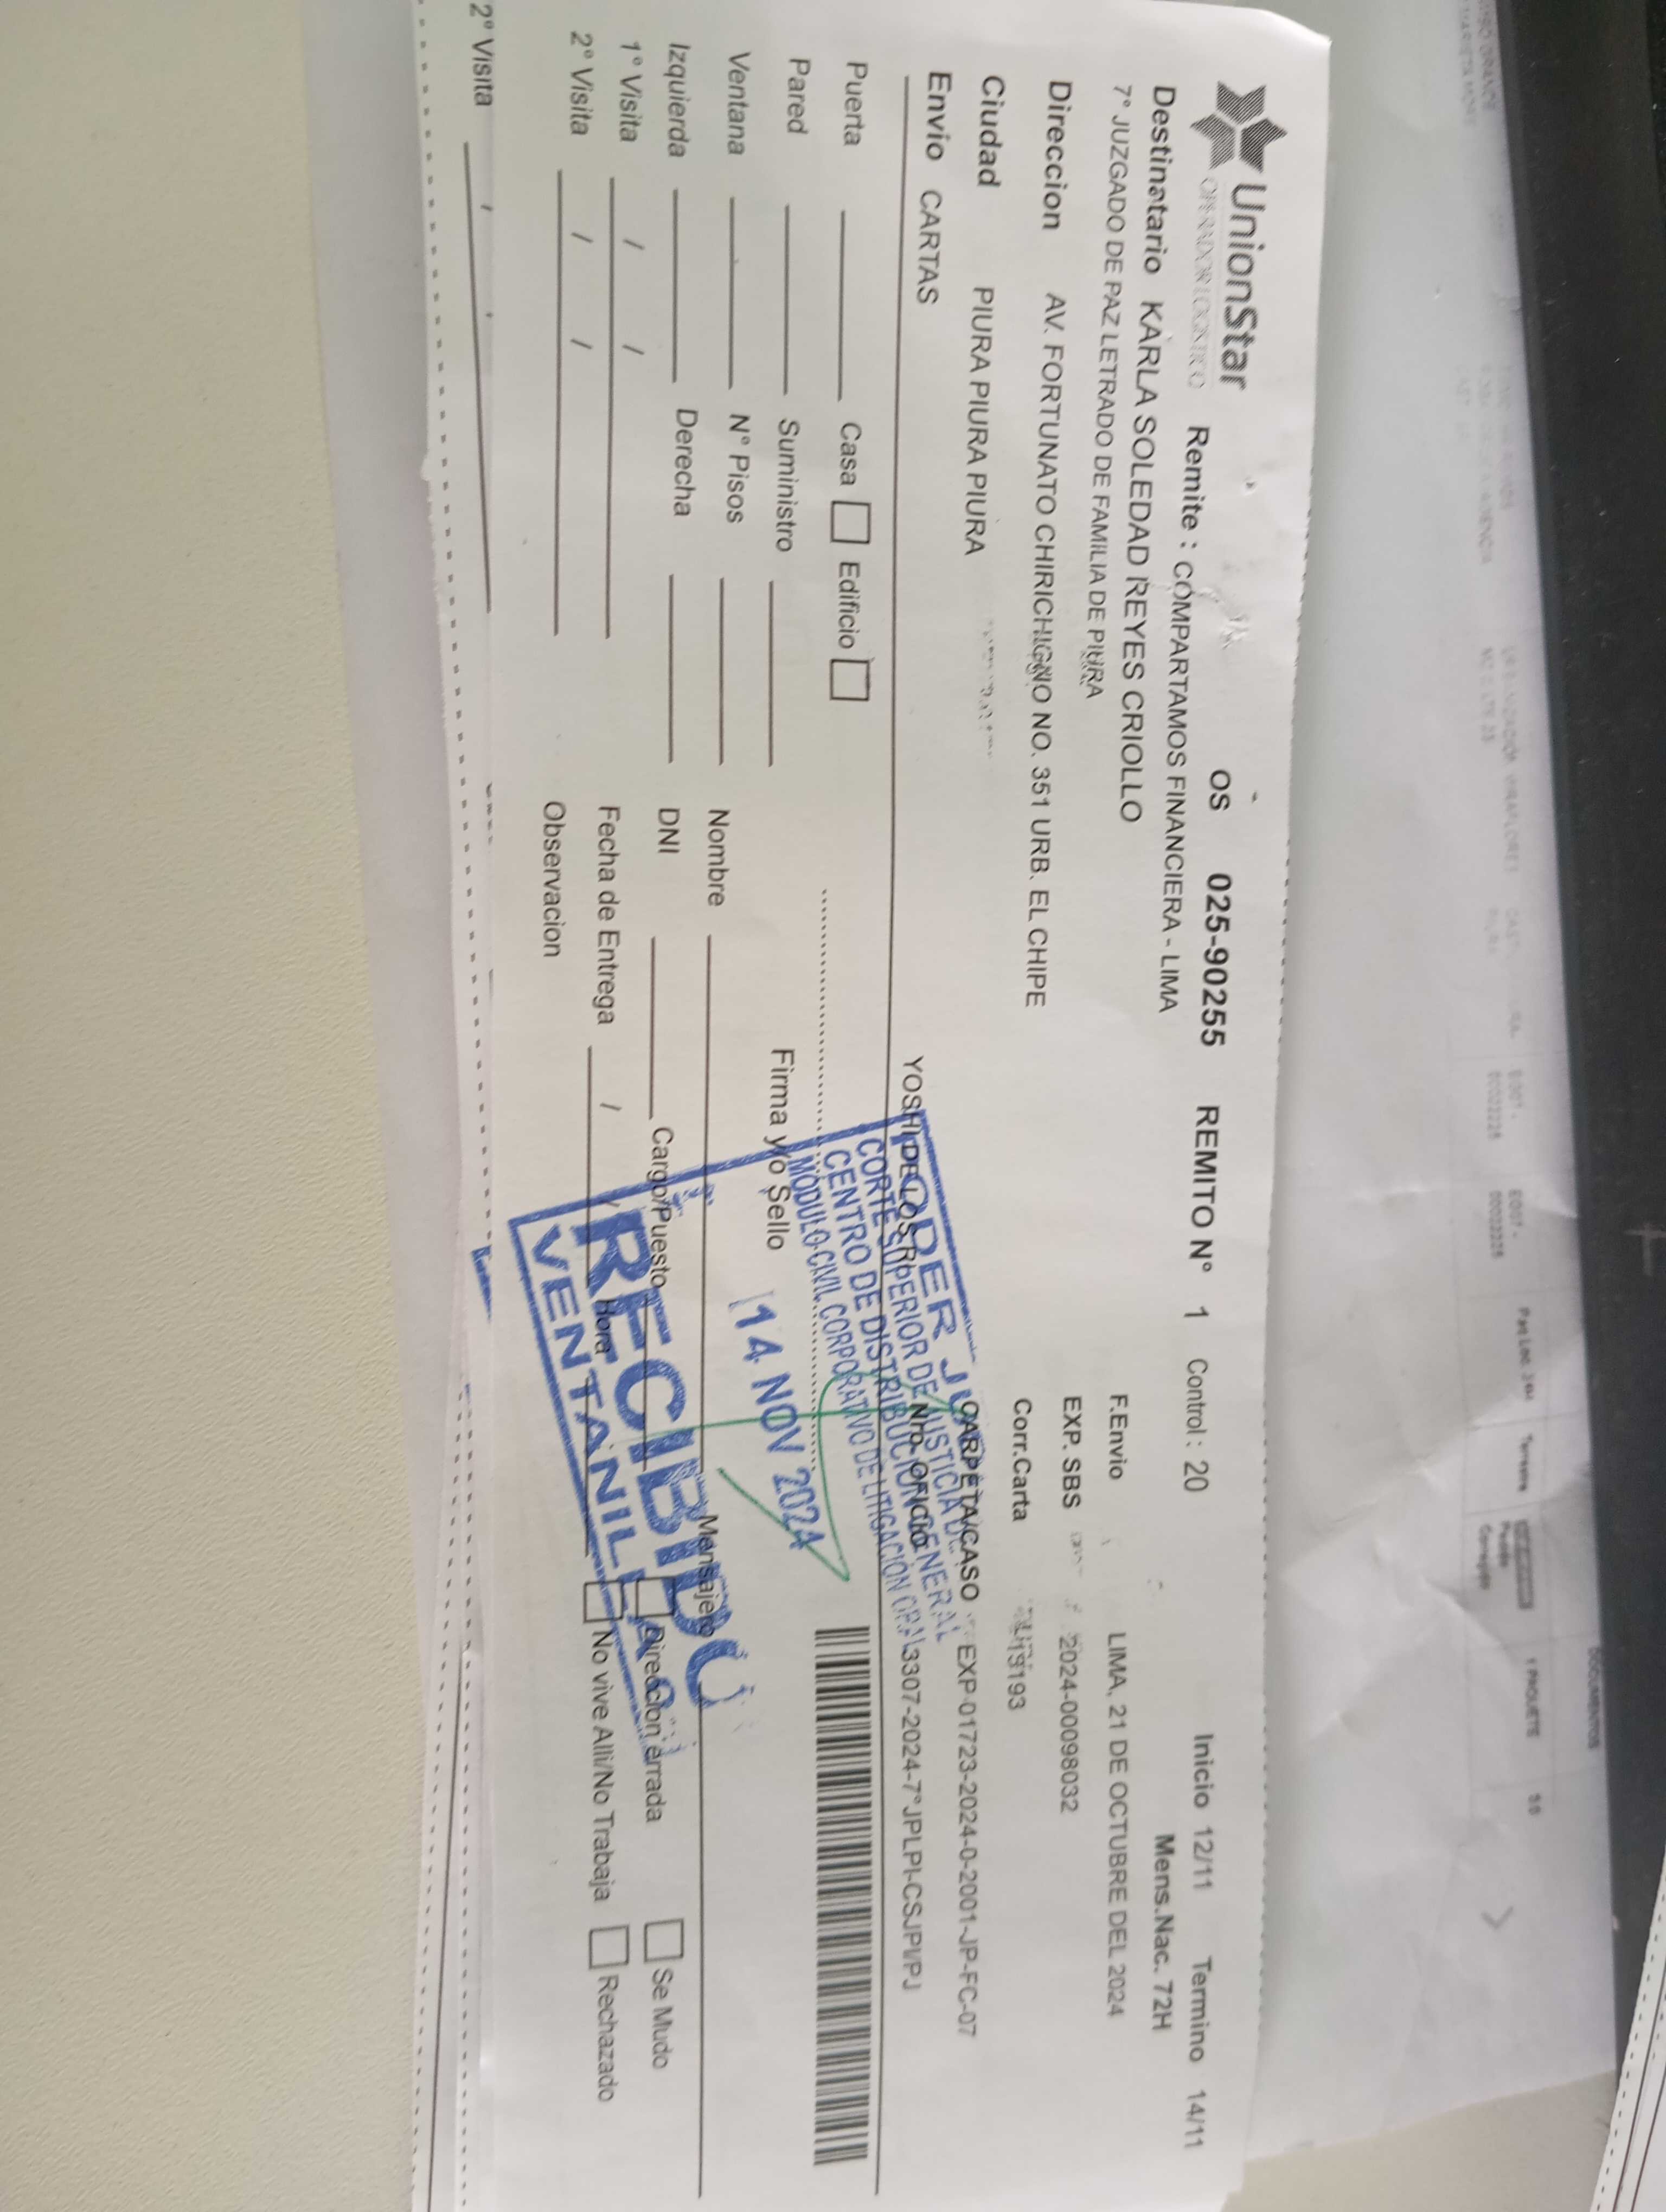 UnionStar
OPERADOR LOGISTICO
OS 025-90255 REMITO N° 1 Control : 20 Inicio 12/11 Termino 14/11
Remite : COMPARTAMOS FINANCIERA - LIMA Mens.Nac. 72H
Destinatario KARLA SOLEDAD REYES CRIOLLO
F.Envio LIMA, 21 DE OCTUBRE DEL 2024
7° JUZGADO DE PAZ LETRADO DE FAMILIA DE PIURA
EXP. SBS 2024-00098032
Direccion AV. FORTUNATO CHIRICHIGNO NO. 351 URB. EL CHIPE
Corr.Carta 193
Ciudad PIURA PIURA PIURA
CARPETA/CASO EXP-01723-2024-0-2001-JP-FC-07
Envio CARTAS
YOSHI DE LOS R Nro. OFICIO 3307-2024-7°JPLPI-CSJPI/PJ
PODER
CORTE SUPERIOR DE JUSTICIA DE
CENTRO DE DISTRIBUCION GENERAL
MODULO CIVIL CORPORATIVO DE LITIGACION ORAL
14 NOV 2024
RECIBIDO
VENTANILLA
Puerta Casa Edificio
Pared Suministro Firma y/o Sello
Ventana N° Pisos Nombre Mensajero
Izquierda Derecha DNI Cargo/Puesto Direccion errada Se Mudo
1° Visita / / Fecha de Entrega / / Hora No vive Alli/No Trabaja Rechazado
2° Visita / / Observacion
2° Visita /